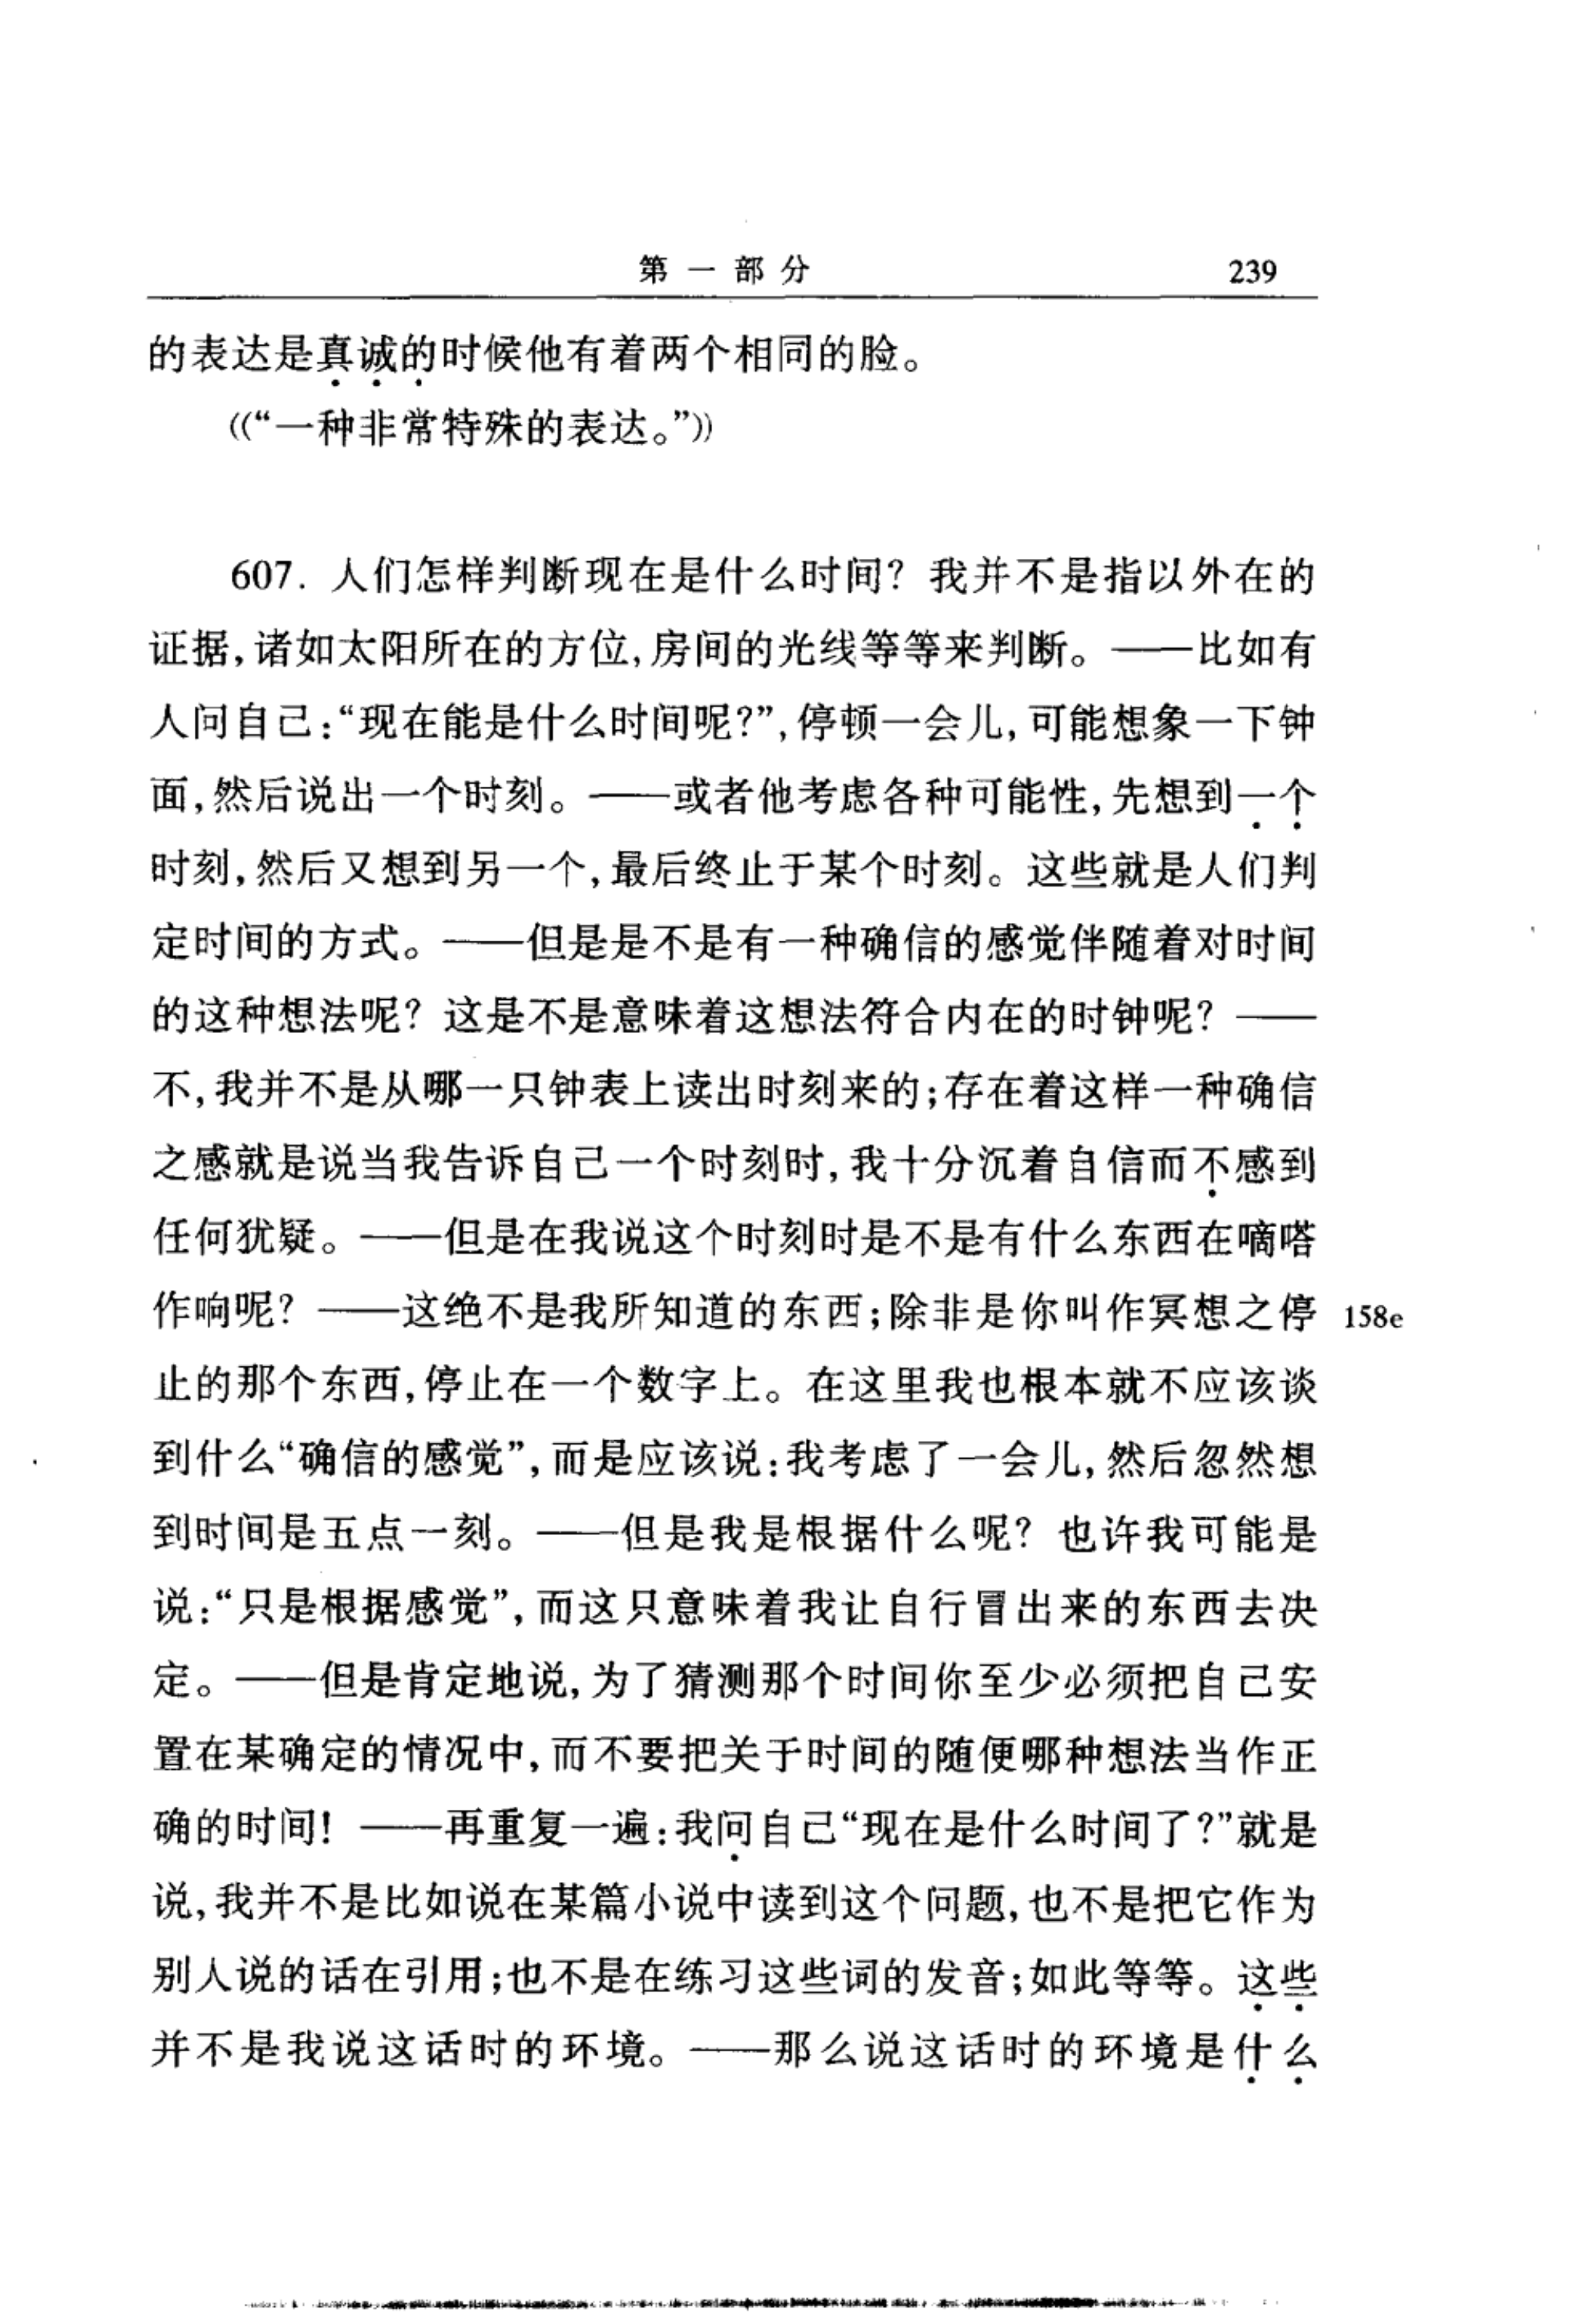 第一部分 239
的表达是真诚的时候他有着两个相同的脸。
((“一种非常特殊的表达。”))
607. 人们怎样判断现在是什么时间？我并不是指以外在的
证据,诸如太阳所在的方位,房间的光线等等来判断。——比如有
人问自己:“现在能是什么时间呢?”,停顿一会儿,可能想象一下钟
面,然后说出一个时刻。——或者他考虑各种可能性,先想到一个
时刻,然后又想到另一个,最后终止于某个时刻。这些就是人们判
定时间的方式。——但是是不是有一种确信的感觉伴随着对时间
的这种想法呢？这是不是意味着这想法符合内在的时钟呢？——
不,我并不是从哪一只钟表上读出时刻来的;存在着这样一种确信
之感就是说当我告诉自己一个时刻时,我十分沉着自信而不感到
任何犹疑。——但是在我说这个时刻时是不是有什么东西在嘀嗒
作响呢？——这绝不是我所知道的东西;除非是你叫作冥想之停 158e
止的那个东西,停止在一个数字上。在这里我也根本就不应该谈
到什么“确信的感觉”,而是应该说:我考虑了一会儿,然后忽然想
到时间是五点一刻。——但是我是根据什么呢？也许我可能是
说:“只是根据感觉”,而这只意味着我让自行冒出来的东西去决
定。——但是肯定地说,为了猜测那个时间你至少必须把自己安
置在某确定的情况中,而不要把关于时间的随便哪种想法当作正
确的时间！——再重复一遍:我问自己“现在是什么时间了?”就是
说,我并不是比如说在某篇小说中读到这个问题,也不是把它作为
别人说的话在引用;也不是在练习这些词的发音;如此等等。这些
并不是我说这话时的环境。——那么说这话时的环境是什么